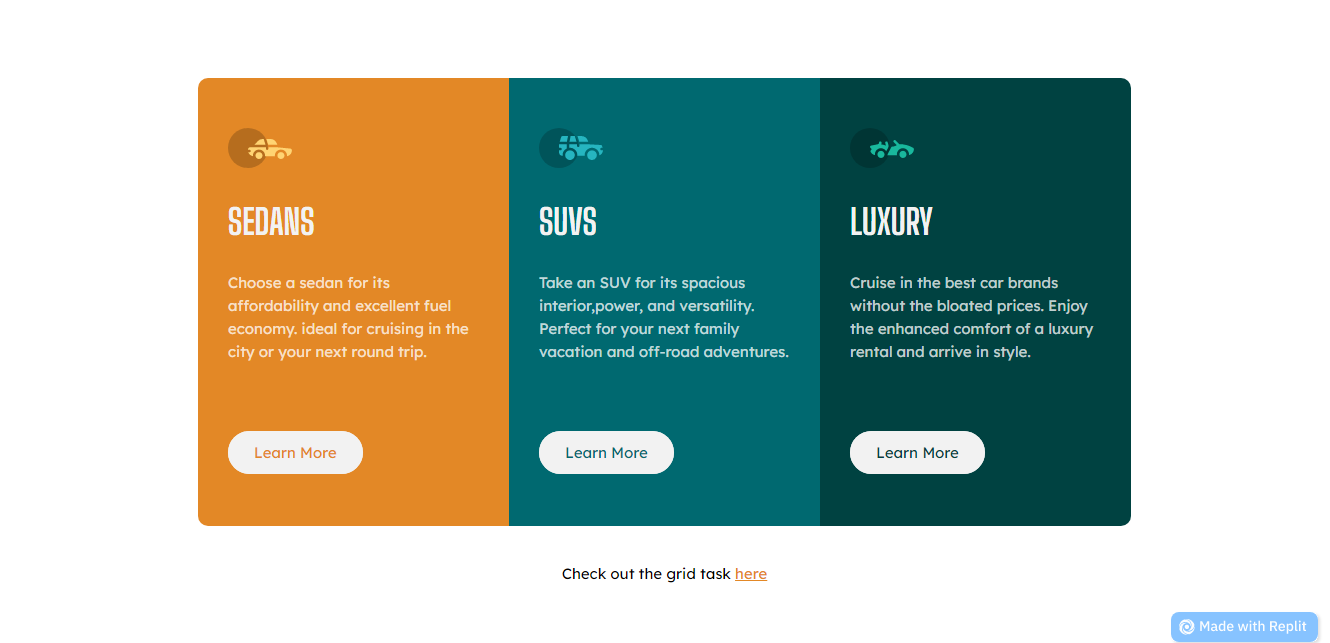 SEDANS
Choose a sedan for its
affordability and excellent fuel
economy. ideal for cruising in the
city or your next round trip.
Learn More
SUVS
Take an SUV for its spacious
interior,power, and versatility.
Perfect for your next family
vacation and off-road adventures.
Learn More
LUXURY
Cruise in the best car brands
without the bloated prices. Enjoy
the enhanced comfort of a luxury
rental and arrive in style.
Learn More
Check out the grid task here
Made with Replit